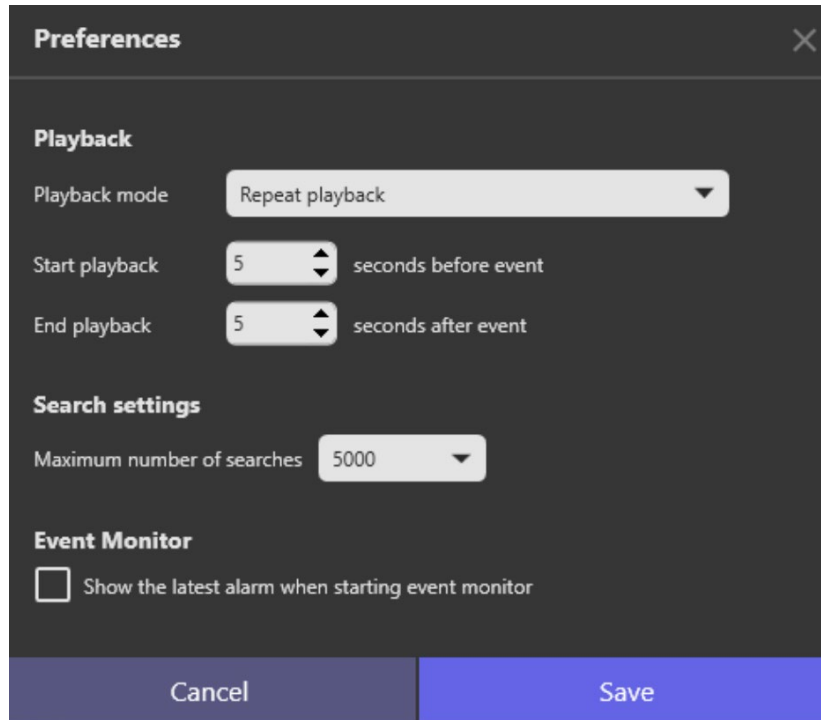 Preferences
Playback
Playback mode Repeat playback
Start playback 5 seconds before event
End playback 5 seconds after event
Search settings
Maximum number of searches 5000
Event Monitor
Show the latest alarm when starting event monitor
Cancel Save